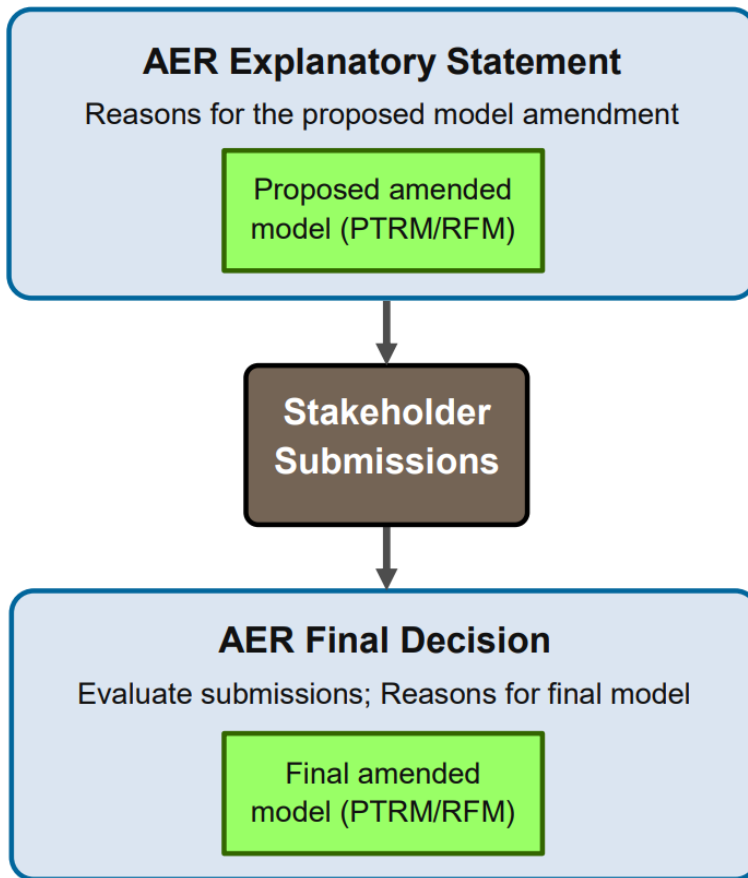 AER Explanatory Statement
Reasons for the proposed model amendment
Proposed amended
model (PTRM/RFM)
Stakeholder
Submissions
AER Final Decision
Evaluate submissions; Reasons for final model
Final amended
model (PTRM/RFM)